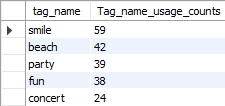 tag_name Tag_name_usage_counts
smile 59
beach 42
party 39
fun 38
concert 24